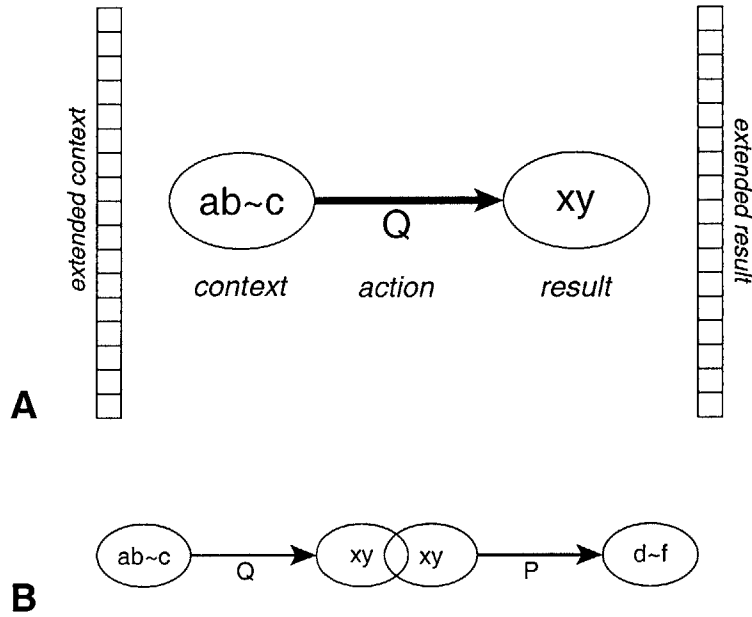 extended context
ab~c
Q
xy
context
action
result
extended result
A
ab~c
Q
xy
xy
P
d~f
B